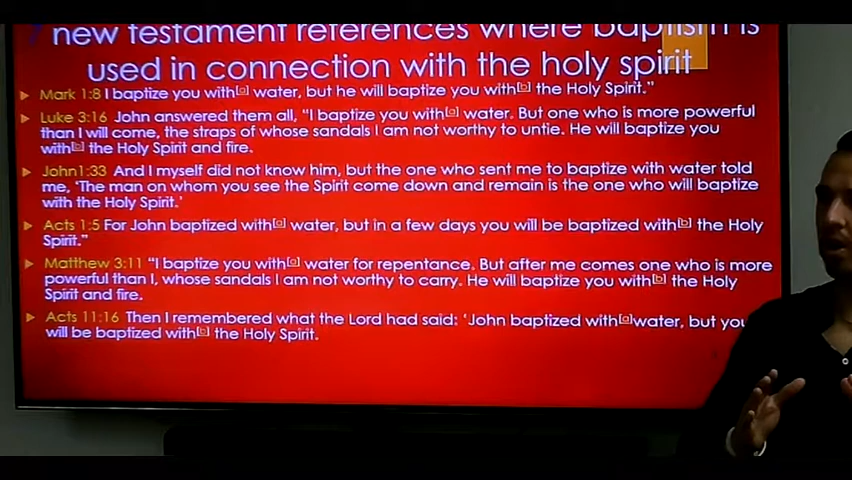 7 new testament references where baptism is
used in connection with the holy spirit
Mark 1:8 I baptize you with[a] water, but he will baptize you with[b] the Holy Spirit.”
Luke 3:16 John answered them all, “I baptize you with[a] water. But one who is more powerful
than I will come, the straps of whose sandals I am not worthy to untie. He will baptize you
with[b] the Holy Spirit and fire.
John1:33 And I myself did not know him, but the one who sent me to baptize with water told
me, ‘The man on whom you see the Spirit come down and remain is the one who will baptize
with the Holy Spirit.’
Acts 1:5 For John baptized with[a] water, but in a few days you will be baptized with[b] the Holy
Spirit.”
Matthew 3:11 “I baptize you with[a] water for repentance. But after me comes one who is more
powerful than I, whose sandals I am not worthy to carry. He will baptize you with[b] the Holy
Spirit and fire.
Acts 11:16 Then I remembered what the Lord had said: ‘John baptized with[a]water, but you
will be baptized with[b] the Holy Spirit.